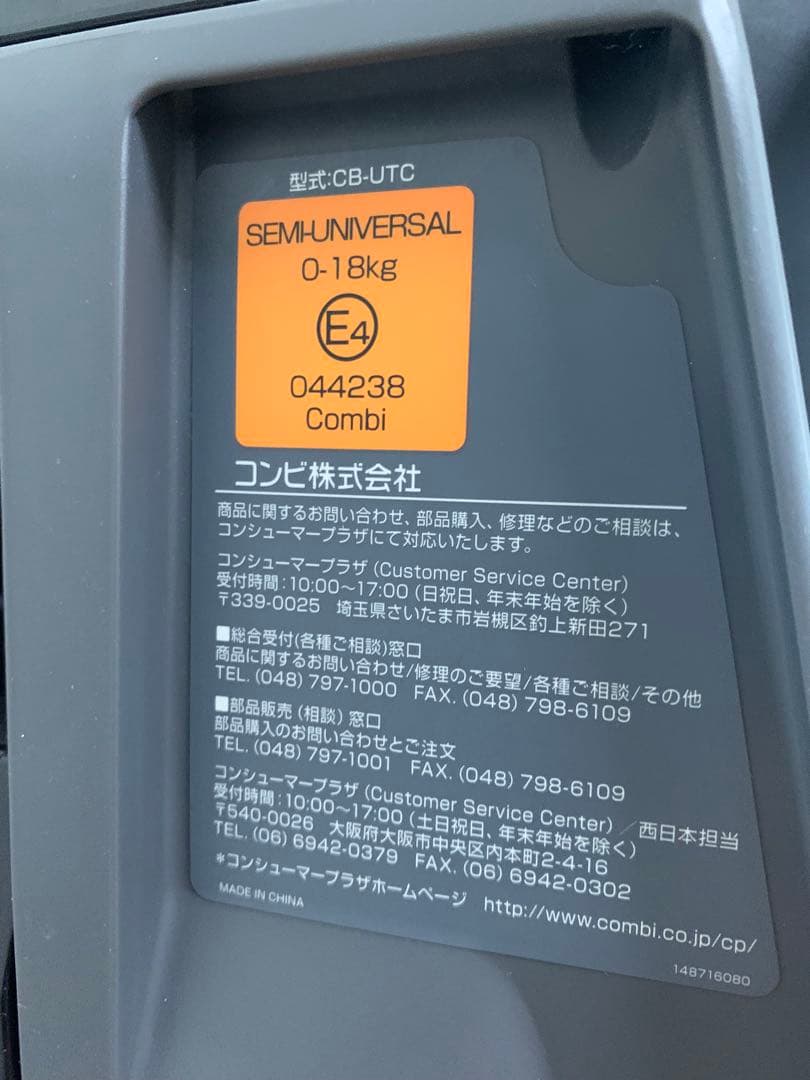 型式:CB-UTC
SEMI-UNIVERSAL
0-18kg
E4
044238
Combi
コンビ株式会社
商品に関するお問い合わせ、部品購入、修理などのご相談は、
コンシューマープラザにて対応いたします。
コンシューマープラザ (Customer Service Center)
受付時間:10:00〜17:00 (日祝日、年末年始を除く)
〒339-0025 埼玉県さいたま市岩槻区釣上新田271
■総合受付(各種ご相談)窓口
商品に関するお問い合わせ/修理のご要望/各種ご相談/その他
TEL. (048) 797-1000 FAX. (048) 798-6109
■部品販売 (相談) 窓口
部品購入のお問い合わせとご注文
TEL. (048) 797-1001 FAX. (048) 798-6109
コンシューマープラザ (Customer Service Center) / 西日本担当
受付時間:10:00〜17:00 (土日祝日、年末年始を除く)
〒540-0026 大阪府大阪市中央区内本町2-4-16
TEL. (06) 6942-0379 FAX. (06) 6942-0302
*コンシューマープラザホームページ http://www.combi.co.jp/cp/
MADE IN CHINA
148716080